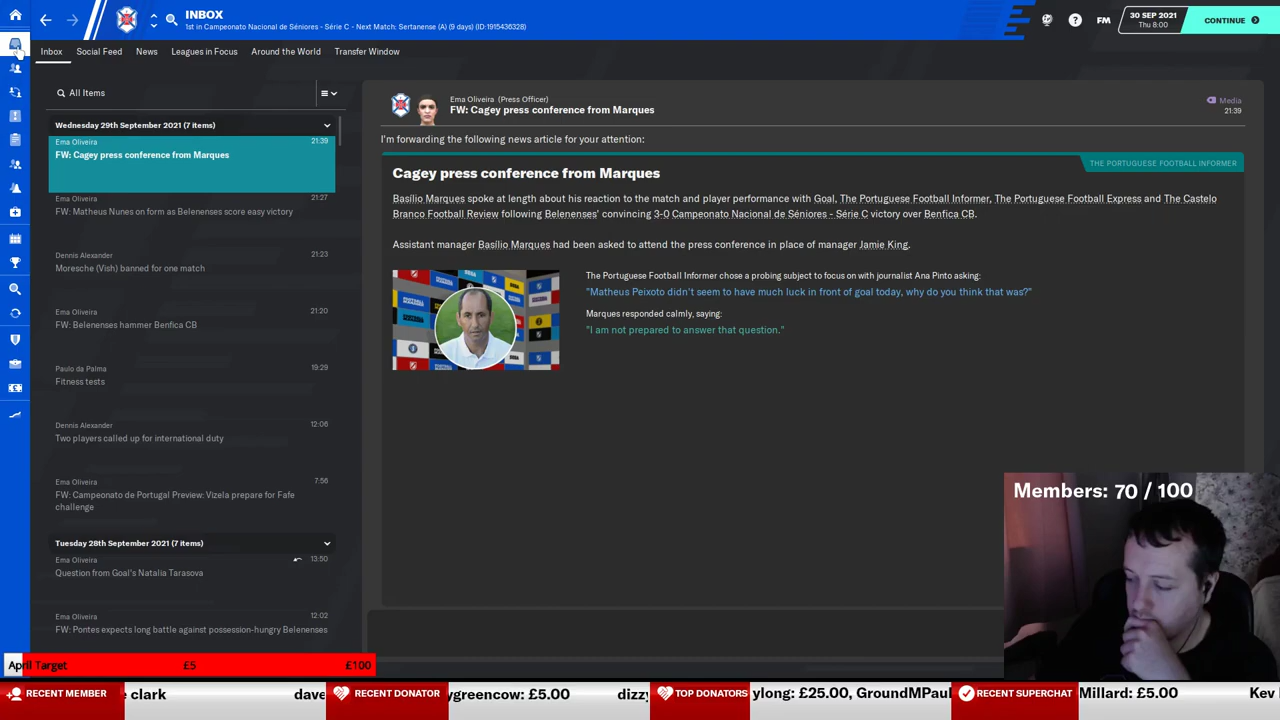 INBOX
1st in Campeonato Nacional de Séniores - Série C - Next Match: Sertanense (A) (9 days) (ID:1915436328)
FM
30 SEP 2021
Thu 8:00
CONTINUE
Inbox
Social Feed
News
Leagues in Focus
Around the World
Transfer Window
All Items
Wednesday 29th September 2021 (7 items)
Ema Oliveira
21:39
FW: Cagey press conference from Marques
Ema Oliveira
21:27
FW: Matheus Nunes on form as Belenenses score easy victory
Dennis Alexander
21:23
Moresche (Vish) banned for one match
Ema Oliveira
21:20
FW: Belenenses hammer Benfica CB
Paulo da Palma
19:29
Fitness tests
Dennis Alexander
12:06
Two players called up for international duty
Ema Oliveira
7:56
FW: Campeonato de Portugal Preview: Vizela prepare for Fafe
challenge
Tuesday 28th September 2021 (7 items)
Ema Oliveira
13:50
Question from Goal's Natalia Tarasova
Ema Oliveira
12:02
FW: Pontes expects long battle against possession-hungry Belenenses
Ema Oliveira (Press Officer)
FW: Cagey press conference from Marques
Media
21:39
I'm forwarding the following news article for your attention:
THE PORTUGUESE FOOTBALL INFORMER
Cagey press conference from Marques
Basílio Marques spoke at length about his reaction to the match and player performance with Goal, The Portuguese Football Informer, The Portuguese Football Express and The Castelo
Branco Football Review following Belenenses' convincing 3-0 Campeonato Nacional de Séniores - Série C victory over Benfica CB.
Assistant manager Basílio Marques had been asked to attend the press conference in place of manager Jamie King.
The Portuguese Football Informer chose a probing subject to focus on with journalist Ana Pinto asking:
"Matheus Peixoto didn't seem to have much luck in front of goal today, why do you think that was?"
Marques responded calmly, saying:
"I am not prepared to answer that question."
Members: 70 / 100
April Target
£5
£100
RECENT MEMBER
clark
dave
RECENT DONATOR
ygreencow: £5.00
dizzy
TOP DONATORS
ylong: £25.00, GroundMPaul
RECENT SUPERCHAT
Millard: £5.00
Kev